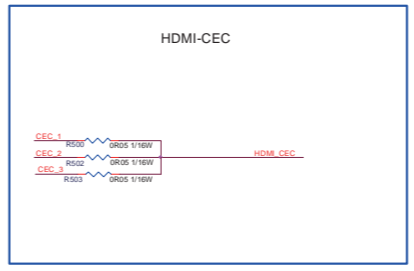 HDMI-CEC
CEC_1
R500 0R05 1/16W
CEC_2 HDMI_CEC
R502 0R05 1/16W
CEC_3
R503 0R05 1/16W